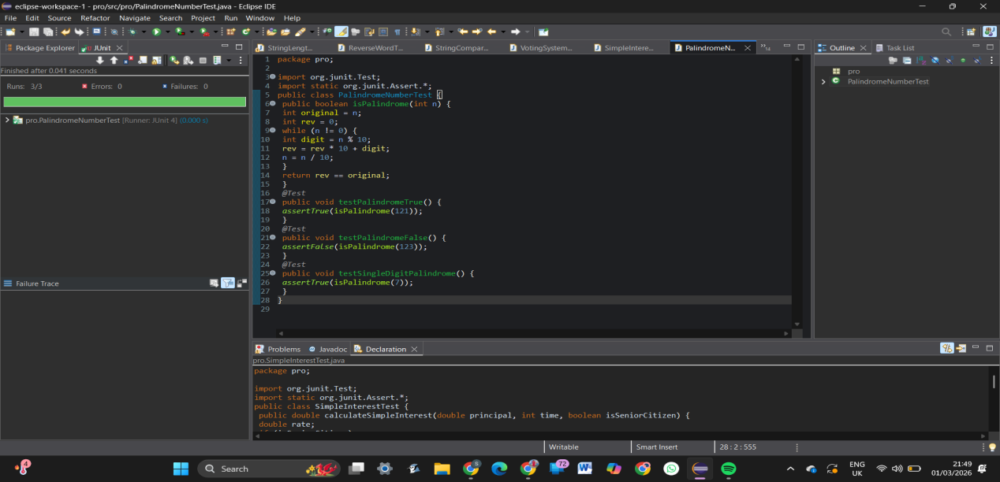 eclipse-workspace-1 - pro/src/pro/PalindromeNumberTest.java - Eclipse IDE
File Edit Source Refactor Navigate Search Project Run Window Help
Package Explorer JUnit
Finished after 0.041 seconds
Runs: 3/3 Errors: 0 Failures: 0
pro.PalindromeNumberTest [Runner: JUnit 4] (0.000 s)
Failure Trace
StringLengt... ReverseWordT... StringCompar... VotingSystem... SimpleIntere... PalindromeN...
1 package pro;
2
3 import org.junit.Test;
4 import static org.junit.Assert.*;
5 public class PalindromeNumberTest {
6 public boolean isPalindrome(int n) {
7 int original = n;
8 int rev = 0;
9 while (n != 0) {
10 int digit = n % 10;
11 rev = rev * 10 + digit;
12 n = n / 10;
13 }
14 return rev == original;
15 }
16 @Test
17 public void testPalindromeTrue() {
18 assertTrue(isPalindrome(121));
19 }
20 @Test
21 public void testPalindromeFalse() {
22 assertFalse(isPalindrome(123));
23 }
24 @Test
25 public void testSingleDigitPalindrome() {
26 assertTrue(isPalindrome(7));
27 }
28 }
29
Outline Task List
pro
PalindromeNumberTest
Problems Javadoc Declaration
pro.SimpleInterestTest.java
package pro;
import org.junit.Test;
import static org.junit.Assert.*;
public class SimpleInterestTest {
public double calculateSimpleInterest(double principal, int time, boolean isSeniorCitizen) {
double rate;
Writable Smart Insert 28 : 2 : 555
4
Search
72
ENG
UK
21:49
01/03/2026